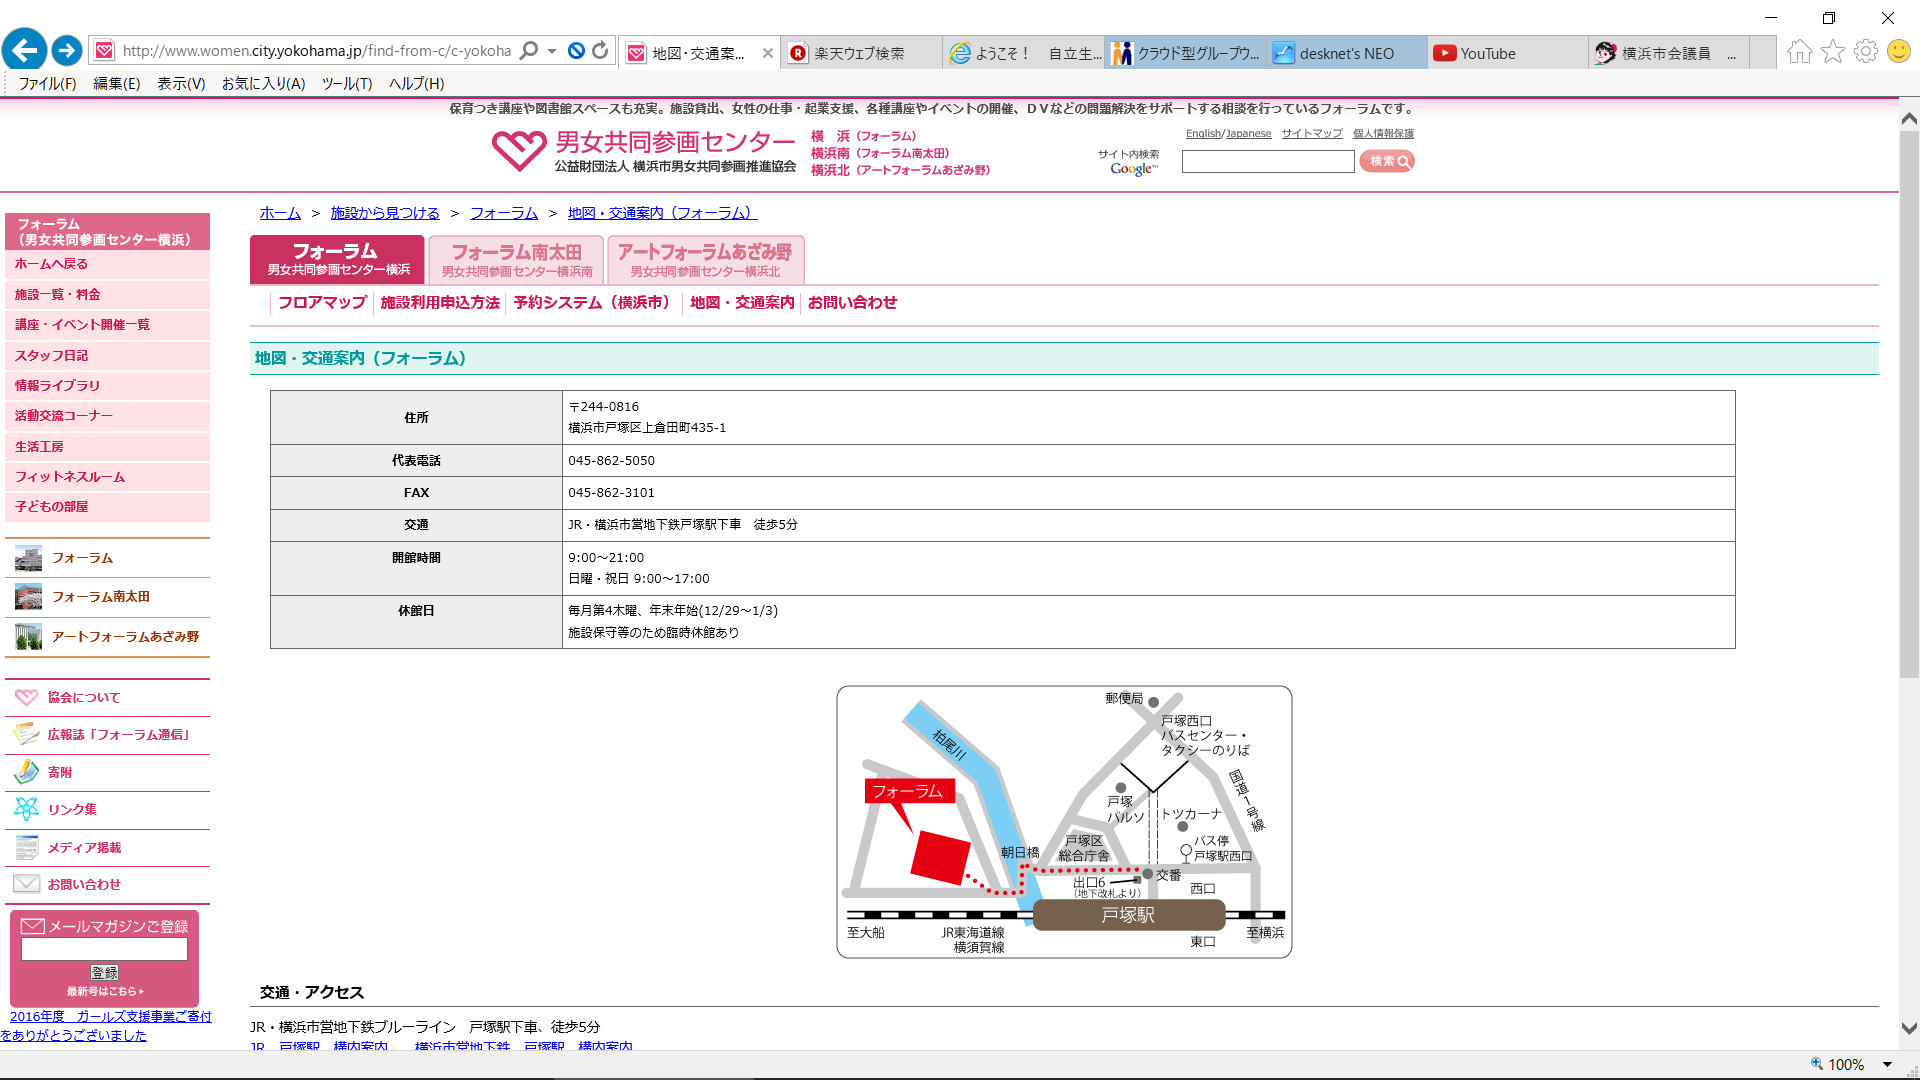 http://www.women.city.yokohama.jp/find-from-c/c-yokoha
地図・交通案...
楽天ウェブ検索
ようこそ！　自立生...
クラウド型グループウ...
desknet's NEO
YouTube
横浜市会議員　...
ファイル(F)　編集(E)　表示(V)　お気に入り(A)　ツール(T)　ヘルプ(H)
保育つき講座や図書館スペースも充実。施設貸出、女性の仕事・起業支援、各種講座やイベントの開催、ＤＶなどの問題解決をサポートする相談を行っているフォーラムです。
男女共同参画センター
公益財団法人 横浜市男女共同参画推進協会
横　浜（フォーラム）
横浜南（フォーラム南太田）
横浜北（アートフォーラムあざみ野）
English/Japanese　サイトマップ　個人情報保護
サイト内検索
Google™
検索
フォーラム
（男女共同参画センター横浜）
ホームへ戻る
施設一覧・料金
講座・イベント開催一覧
スタッフ日記
情報ライブラリ
活動交流コーナー
生活工房
フィットネスルーム
子どもの部屋
フォーラム
フォーラム南太田
アートフォーラムあざみ野
協会について
広報誌「フォーラム通信」
寄附
リンク集
メディア掲載
お問い合わせ
メールマガジンご登録
登録
最新号はこちら
2016年度　ガールズ支援事業ご寄付
をありがとうございました
ホーム　>　施設から見つける　>　フォーラム　>　地図・交通案内（フォーラム）
フォーラム
男女共同参画センター横浜
フォーラム南太田
男女共同参画センター横浜南
アートフォーラムあざみ野
男女共同参画センター横浜北
フロアマップ　施設利用申込方法　予約システム（横浜市）　地図・交通案内　お問い合わせ
地図・交通案内（フォーラム）
住所
〒244-0816
横浜市戸塚区上倉田町435-1
代表電話
045-862-5050
FAX
045-862-3101
交通
JR・横浜市営地下鉄戸塚駅下車　徒歩5分
開館時間
9:00～21:00
日曜・祝日 9:00～17:00
休館日
毎月第4木曜、年末年始(12/29～1/3)
施設保守等のため臨時休館あり
郵便局
戸塚西口
バスセンター・
タクシーのりば
柏尾川
国道1号線
フォーラム
戸塚
パルソ
トツカーナ
戸塚区
総合庁舎
バス停
戸塚駅西口
朝日橋
交番
出口6
（地下改札より）
西口
戸塚駅
至大船
JR東海道線
横須賀線
至横浜
東口
交通・アクセス
JR・横浜市営地下鉄ブルーライン　戸塚駅下車、徒歩5分
JR　戸塚駅　構内案内　　横浜市営地下鉄　戸塚駅　構内案内
100%